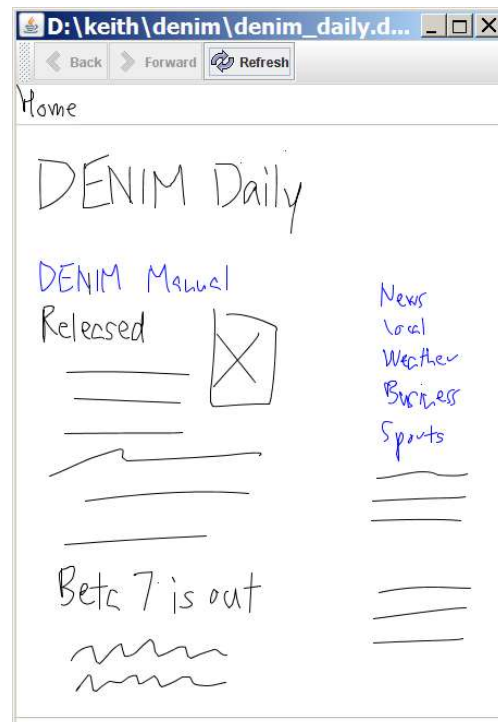 D:\keith\denim\denim_daily.d...
Back Forward Refresh
Home
DENIM Daily
DENIM Manual
Released
News
Local
Weather
Business
Sports
Beta 7 is out